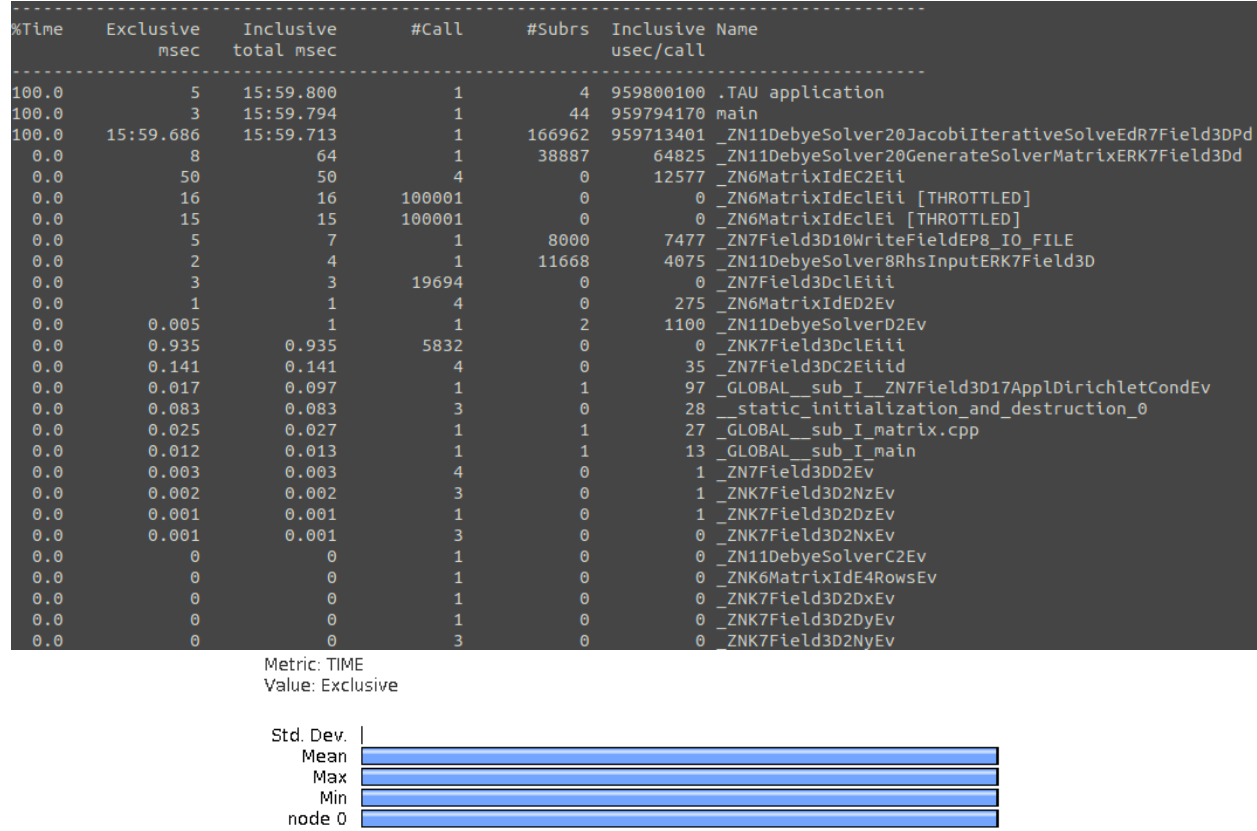 %Time Exclusive Inclusive #Call #Subrs Inclusive Name
msec total msec usec/call
100.0 5 15:59.800 1 4 959800100 .TAU application
100.0 3 15:59.794 1 44 959794170 main
100.0 15:59.686 15:59.713 1 166962 959713401 _ZN11DebyeSolver20JacobiIterativeSolveEdR7Field3DPd
0.0 8 64 1 38887 64825 _ZN11DebyeSolver20GenerateSolverMatrixERK7Field3Dd
0.0 50 50 4 0 12577 _ZN6MatrixIdEC2Eii
0.0 16 16 100001 0 0 _ZN6MatrixIdEclEii [THROTTLED]
0.0 15 15 100001 0 0 _ZN6MatrixIdEclEi [THROTTLED]
0.0 5 7 1 8000 7477 _ZN7Field3D10WriteFieldEP8_IO_FILE
0.0 2 4 1 11668 4075 _ZN11DebyeSolver8RhsInputERK7Field3D
0.0 3 3 19694 0 0 _ZN7Field3DclEiii
0.0 1 1 4 0 275 _ZN6MatrixIdED2Ev
0.0 0.005 1 1 2 1100 _ZN11DebyeSolverD2Ev
0.0 0.935 0.935 5832 0 0 _ZNK7Field3DclEiii
0.0 0.141 0.141 4 0 35 _ZN7Field3DC2Eiiid
0.0 0.017 0.097 1 1 97 _GLOBAL__sub_I__ZN7Field3D17ApplDirichletCondEv
0.0 0.083 0.083 3 0 28 __static_initialization_and_destruction_0
0.0 0.025 0.027 1 1 27 _GLOBAL__sub_I_matrix.cpp
0.0 0.012 0.013 1 1 13 _GLOBAL__sub_I_main
0.0 0.003 0.003 4 0 1 _ZN7Field3DD2Ev
0.0 0.002 0.002 3 0 1 _ZNK7Field3D2NzEv
0.0 0.001 0.001 1 0 1 _ZNK7Field3D2DzEv
0.0 0.001 0.001 3 0 0 _ZNK7Field3D2NxEv
0.0 0 0 1 0 0 _ZN11DebyeSolverC2Ev
0.0 0 0 1 0 0 _ZNK6MatrixIdE4RowsEv
0.0 0 0 1 0 0 _ZNK7Field3D2DxEv
0.0 0 0 1 0 0 _ZNK7Field3D2DyEv
0.0 0 0 3 0 0 _ZNK7Field3D2NyEv
Metric: TIME
Value: Exclusive
Std. Dev.
Mean
Max
Min
node 0